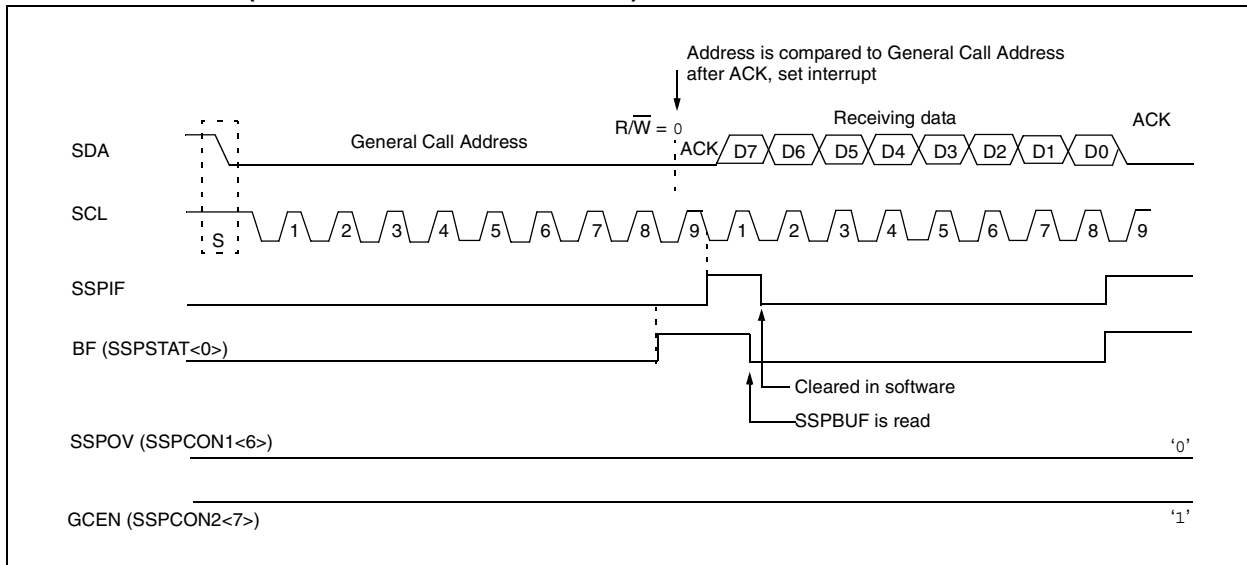 Address is compared to General Call Address
after ACK, set interrupt
R/W = 0
Receiving data
ACK
General Call Address
ACK
SDA
D7 D6 D5 D4 D3 D2 D1 D0
SCL
S
1 2 3 4 5 6 7 8 9 1 2 3 4 5 6 7 8 9
SSPIF
BF (SSPSTAT<0>)
Cleared in software
SSPBUF is read
SSPOV (SSPCON1<6>)
‘0’
GCEN (SSPCON2<7>)
‘1’